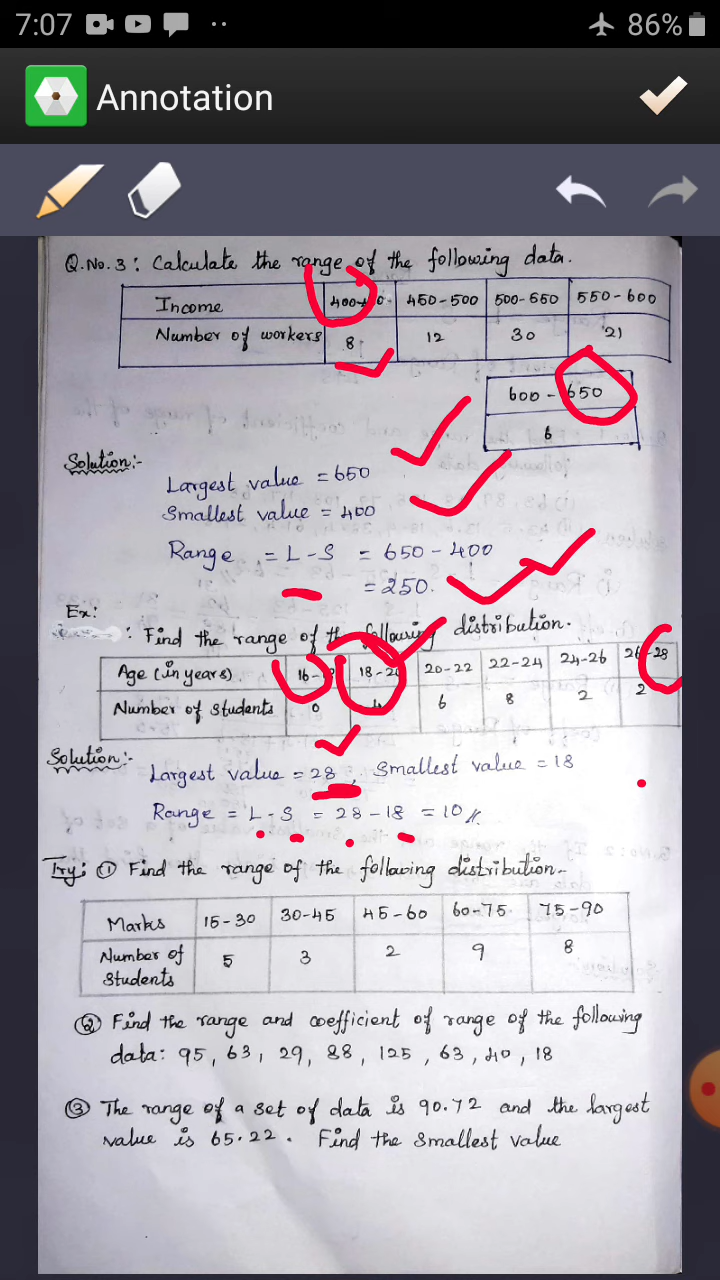 7:07 86%
Annotation
Q.No.3: Calculate the range of the following data.
Income 450-500 500-550 550-600
Number of workers 8 12 30 21
600-650
6
Solution:-
Largest value = 650
Smallest value = 400
Range = L-S = 650-400
= 250.
Ex:
: Find the range of the following distribution.
Age (in years) 16- 18-20 20-22 22-24 24-26 26-28
Number of students 0 4 6 8 2 2
Solution:-
Largest value = 28, Smallest value = 18
Range = L-S = 28-18 = 10
Try: ① Find the range of the following distribution.
Marks 15-30 30-45 45-60 60-75 75-90
Number of 5 3 2 9 8
Students
② Find the range and coefficient of range of the following
data: 95, 63, 29, 88, 125, 63, 40, 18
③ The range of a set of data is 90.72 and the largest
value is 65.22. Find the smallest value